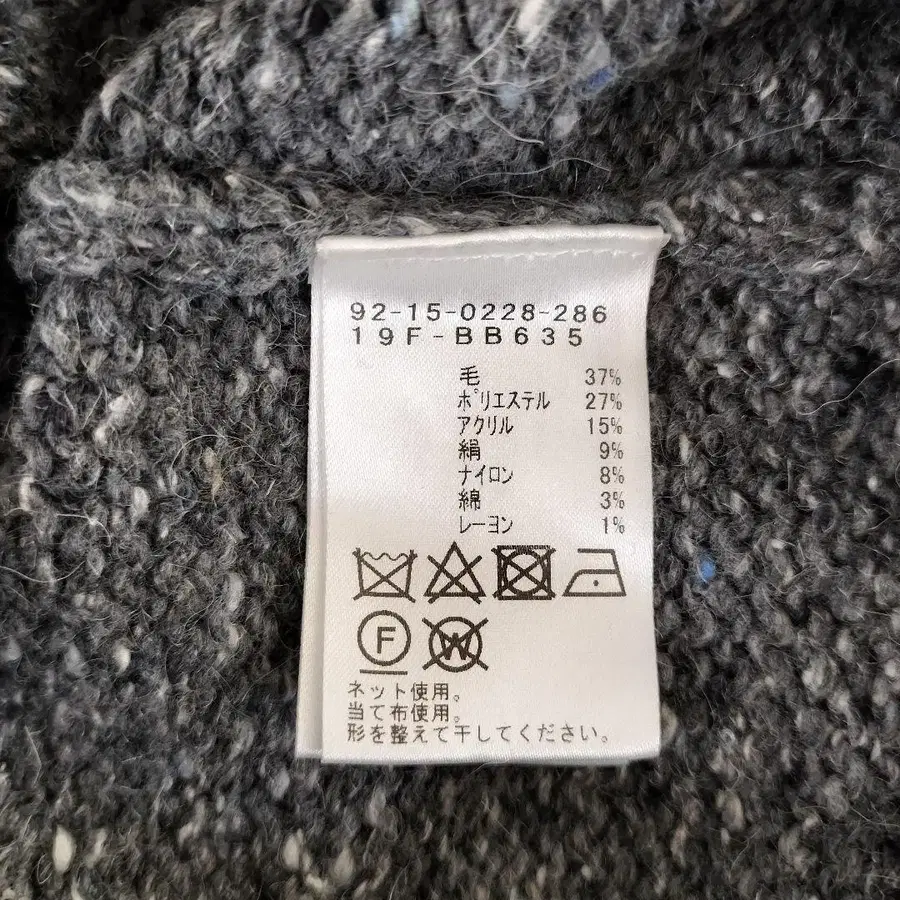 92-15-0228-286
19F-BB635
毛 37%
ポリエステル 27%
アクリル 15%
絹 9%
ナイロン 8%
綿 3%
レーヨン 1%
F W
ネット使用。
当て布使用。
形を整えて干してください。